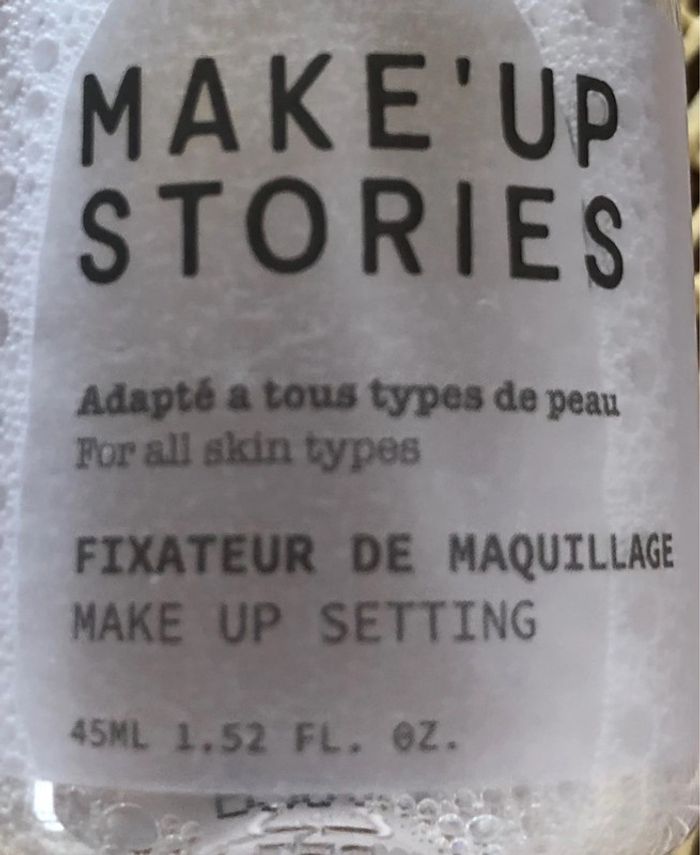 MAKE'UP
STORIES
Adapté a tous types de peau
For all skin types
FIXATEUR DE MAQUILLAGE
MAKE UP SETTING
45ML 1.52 FL. 0Z.